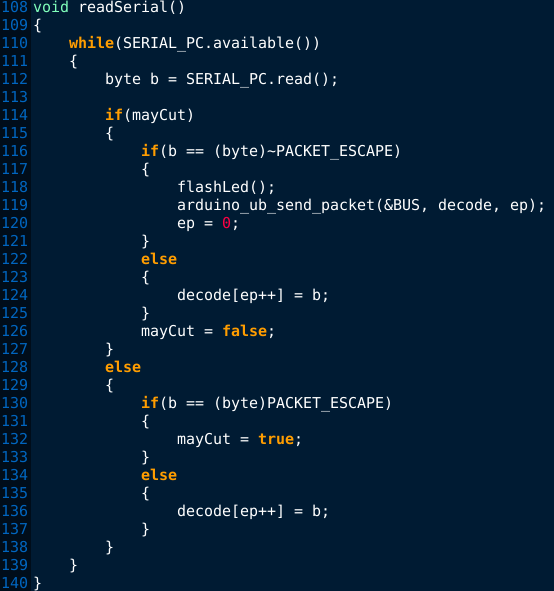 108 void readSerial()
109 {
110     while(SERIAL_PC.available())
111     {
112         byte b = SERIAL_PC.read();
113
114         if(mayCut)
115         {
116             if(b == (byte)~PACKET_ESCAPE)
117             {
118                 flashLed();
119                 arduino_ub_send_packet(&BUS, decode, ep);
120                 ep = 0;
121             }
122             else
123             {
124                 decode[ep++] = b;
125             }
126             mayCut = false;
127         }
128         else
129         {
130             if(b == (byte)PACKET_ESCAPE)
131             {
132                 mayCut = true;
133             }
134             else
135             {
136                 decode[ep++] = b;
137             }
138         }
139     }
140 }